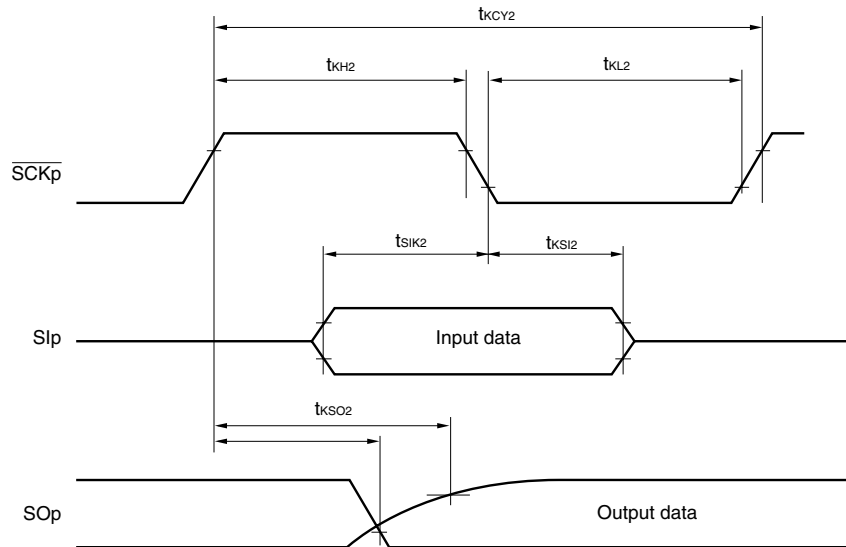 tKCY2
tKH2
tKL2
SCKp
tSIK2
tKSI2
SIp
Input data
tKSO2
SOp
Output data